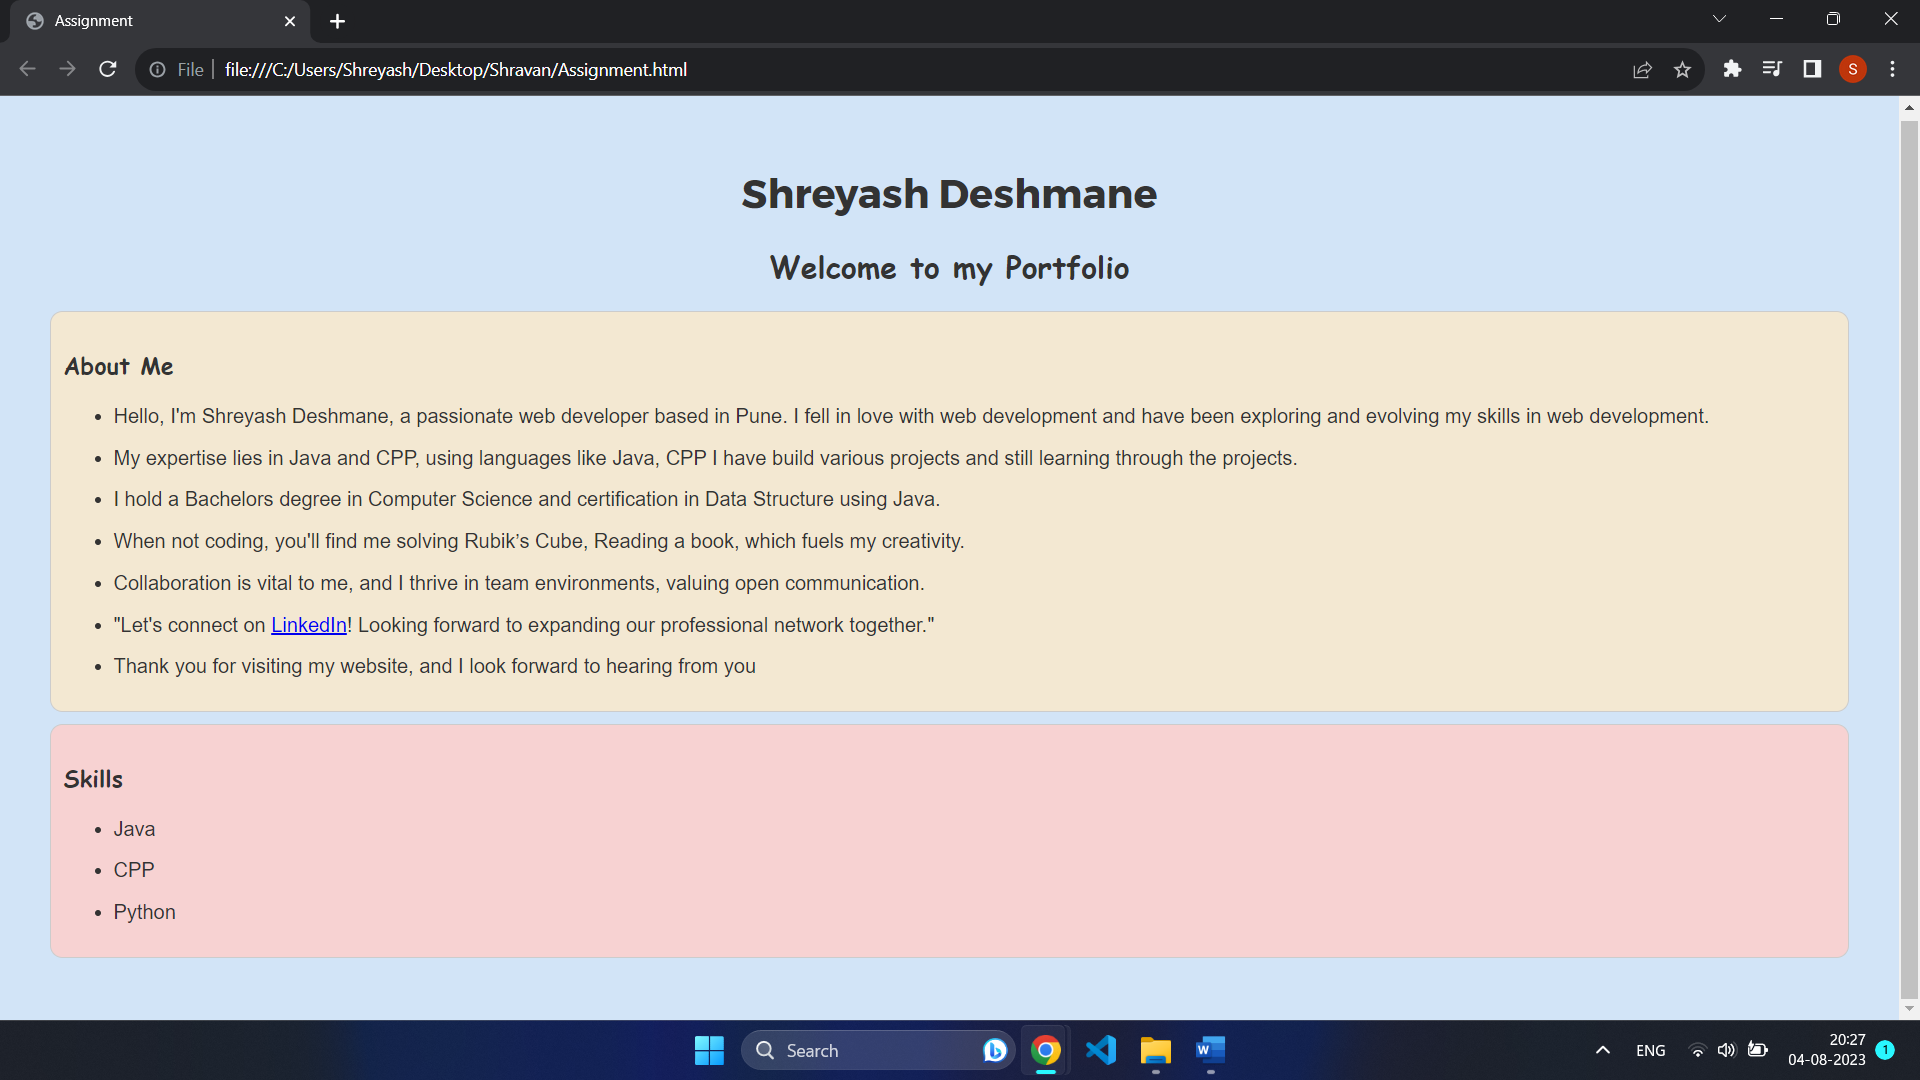 Assignment
File file:///C:/Users/Shreyash/Desktop/Shravan/Assignment.html
S
Shreyash Deshmane
Welcome to my Portfolio
About Me
Hello, I'm Shreyash Deshmane, a passionate web developer based in Pune. I fell in love with web development and have been exploring and evolving my skills in web development.
My expertise lies in Java and CPP, using languages like Java, CPP I have build various projects and still learning through the projects.
I hold a Bachelors degree in Computer Science and certification in Data Structure using Java.
When not coding, you'll find me solving Rubik’s Cube, Reading a book, which fuels my creativity.
Collaboration is vital to me, and I thrive in team environments, valuing open communication.
"Let's connect on LinkedIn! Looking forward to expanding our professional network together."
Thank you for visiting my website, and I look forward to hearing from you
Skills
Java
CPP
Python
Search
W
ENG
20:27
04-08-2023
1